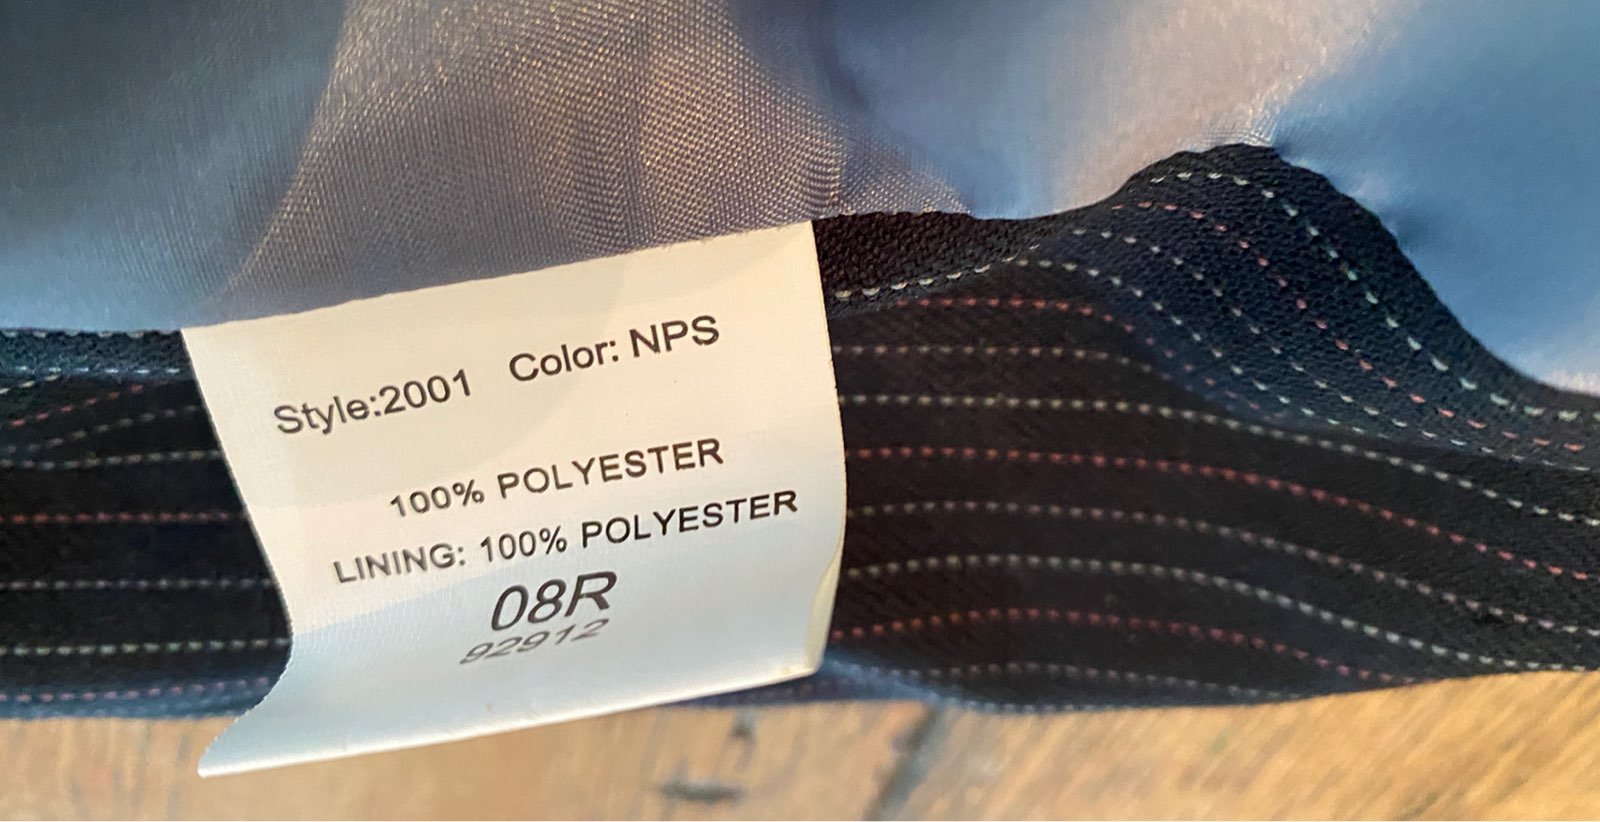 Style:2001 Color: NPS
100% POLYESTER
LINING: 100% POLYESTER
08R
92912